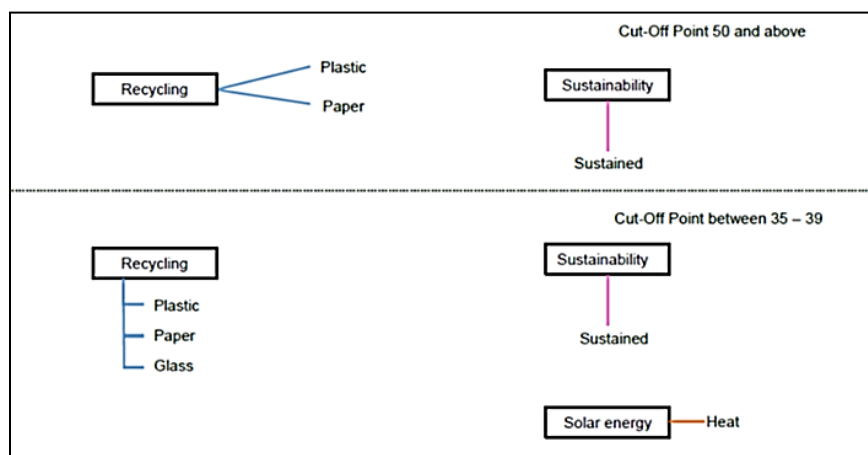 Cut-Off Point 50 and above
Plastic
Recycling
Paper
Sustainability
Sustained
Cut-Off Point between 35 – 39
Recycling
Plastic
Paper
Glass
Sustainability
Sustained
Solar energy
Heat